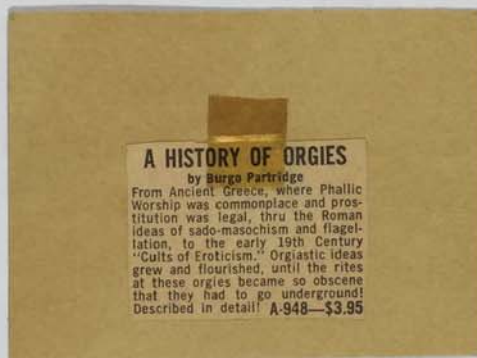 A HISTORY OF ORGIES
by Burgo Partridge
From Ancient Greece, where Phallic
Worship was commonplace and pros-
titution was legal, thru the Roman
ideas of sado-masochism and flagel-
lation, to the early 19th Century
"Cults of Eroticism." Orgiastic ideas
grew and flourished, until the rites
at these orgies became so obscene
that they had to go underground!
Described in detail! A-948—$3.95